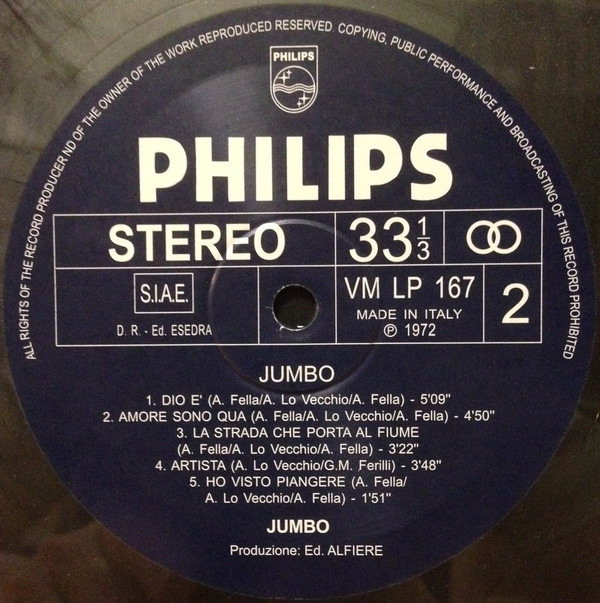 ALL RIGHTS OF THE RECORD PRODUCER ND OF THE OWNER OF THE WORK REPRODUCED RESERVED. COPYING, PUBLIC PERFORMANCE AND BROADCASTING OF THIS RECORD PROHIBITED
PHILIPS
PHILIPS
STEREO
33 1/3
S.I.A.E.
D. R. - Ed. ESEDRA
VM LP 167
MADE IN ITALY
℗ 1972
2
JUMBO
1. DIO E' (A. Fella/A. Lo Vecchio/A. Fella) - 5'09"
2. AMORE SONO QUA (A. Fella/A. Lo Vecchio/A. Fella) - 4'50"
3. LA STRADA CHE PORTA AL FIUME
(A. Fella/A. Lo Vecchio/A. Fella) - 3'22"
4. ARTISTA (A. Lo Vecchio/G.M. Ferilli) - 3'48"
5. HO VISTO PIANGERE (A. Fella/
A. Lo Vecchio/A. Fella) - 1'51"
JUMBO
Produzione: Ed. ALFIERE